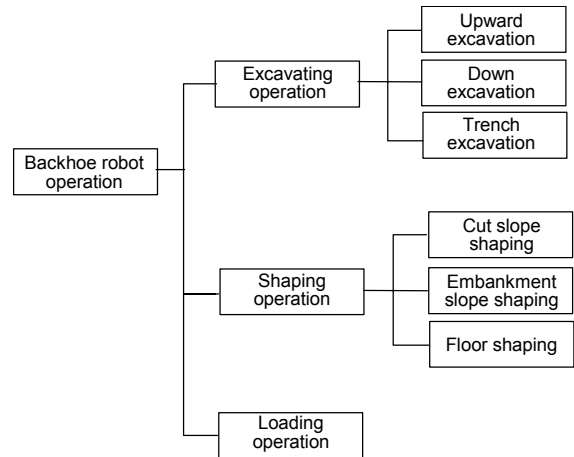 Backhoe robot
operation
Excavating
operation
Upward
excavation
Down
excavation
Trench
excavation
Shaping
operation
Cut slope
shaping
Embankment
slope shaping
Floor shaping
Loading
operation